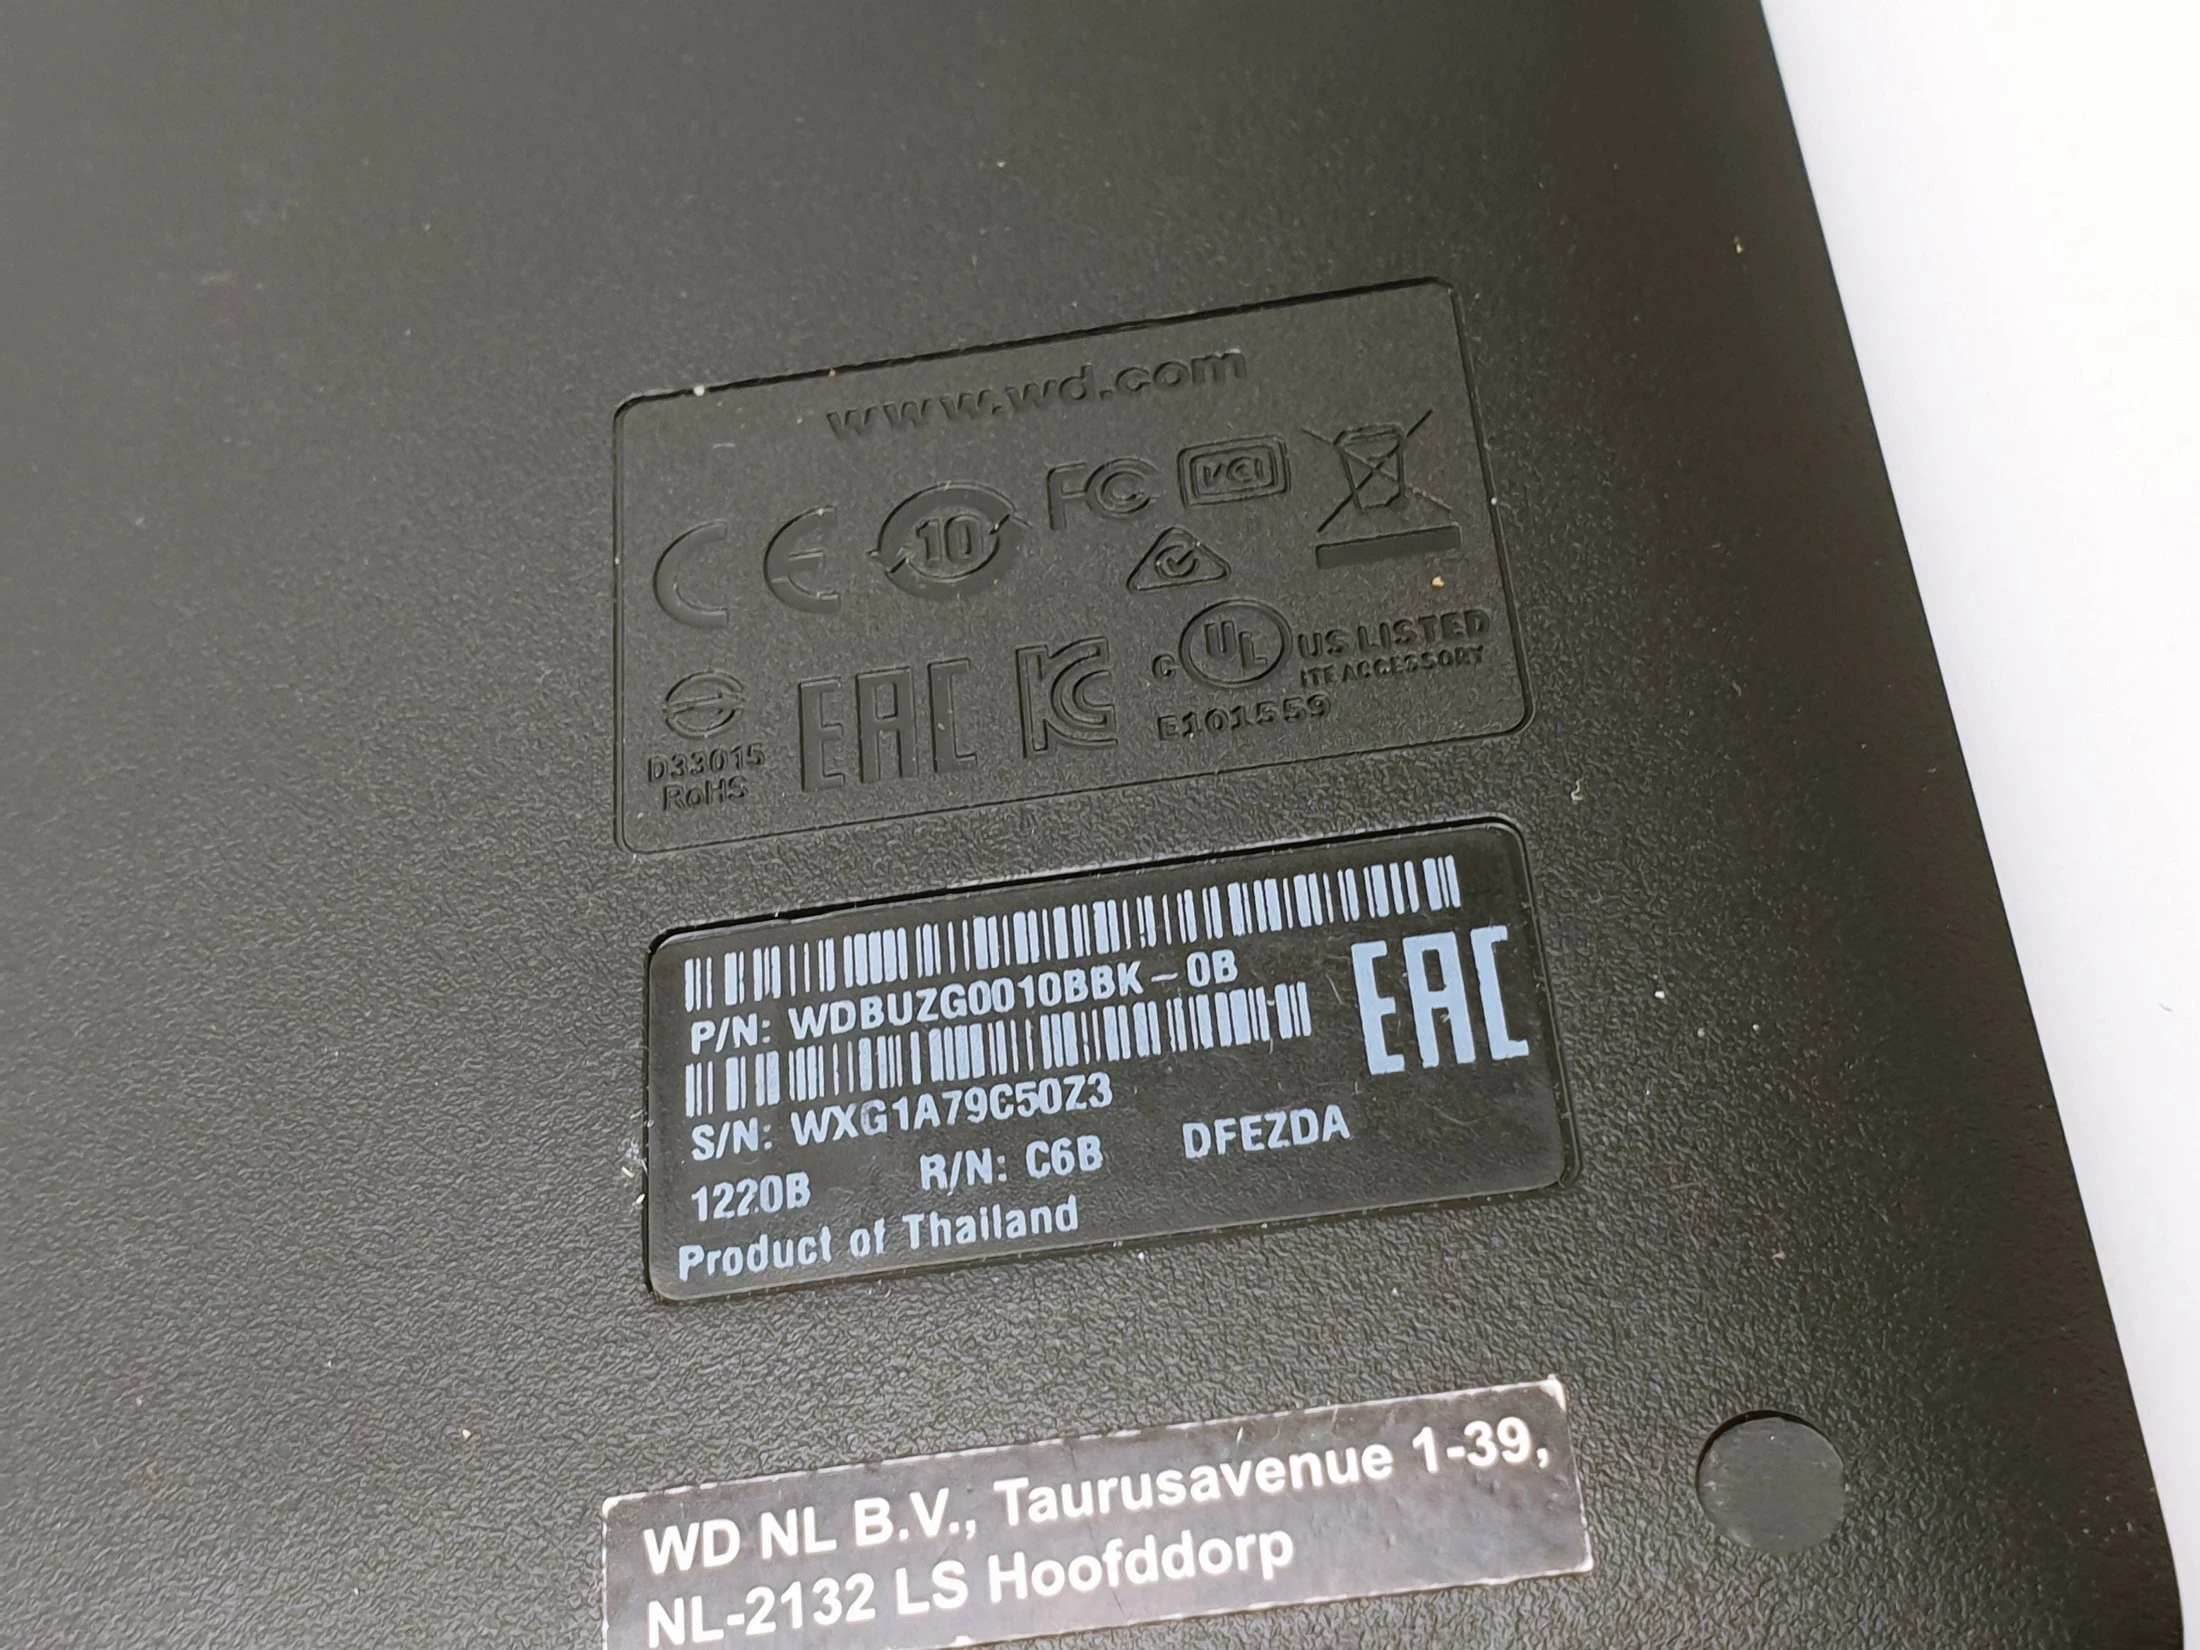 www.wd.com
CE 10 FC VCI
D33015
RoHS
EAC KC
c UL US LISTED
ITE ACCESSORY
E101559
P/N: WDBUZG0010BBK-0B
S/N: WXG1A79C50Z3
EAC
1220B R/N: C6B DFEZDA
Product of Thailand
WD NL B.V., Taurusavenue 1-39,
NL-2132 LS Hoofddorp